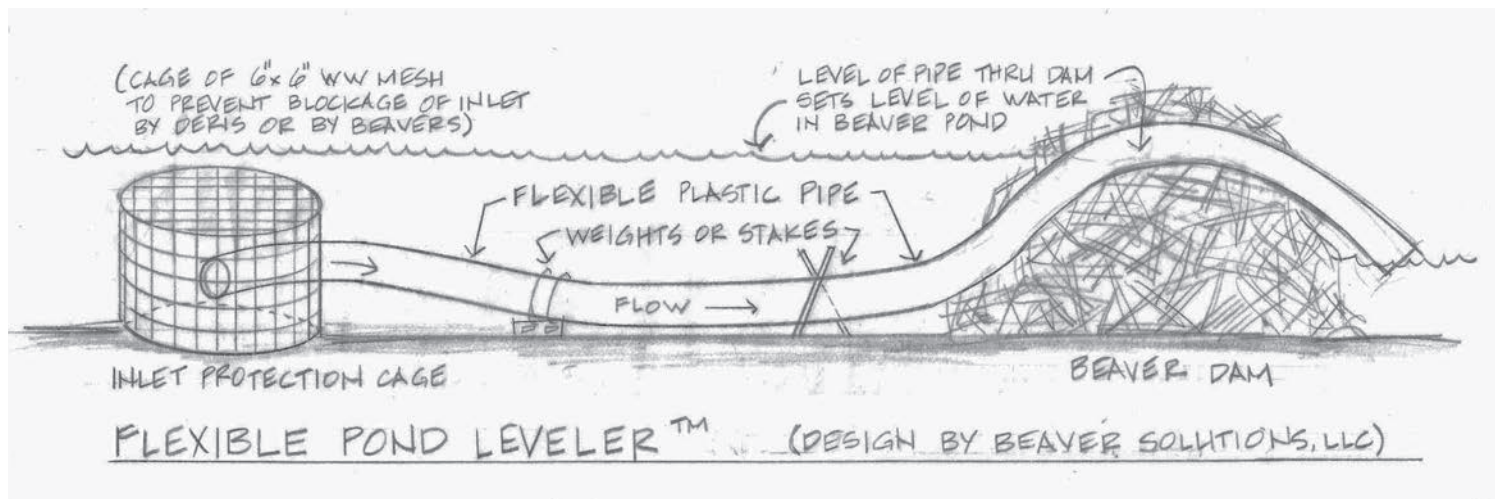 (CAGE OF 6"x 6" WW MESH
TO PREVENT BLOCKAGE OF INLET
BY DERIS OR BY BEAVERS)
LEVEL OF PIPE THRU DAM
SETS LEVEL OF WATER
IN BEAVER POND
FLEXIBLE PLASTIC PIPE
WEIGHTS OR STAKES
FLOW
INLET PROTECTION CAGE
BEAVER DAM
FLEXIBLE POND LEVELER™
(DESIGN BY BEAVER SOLUTIONS, LLC)